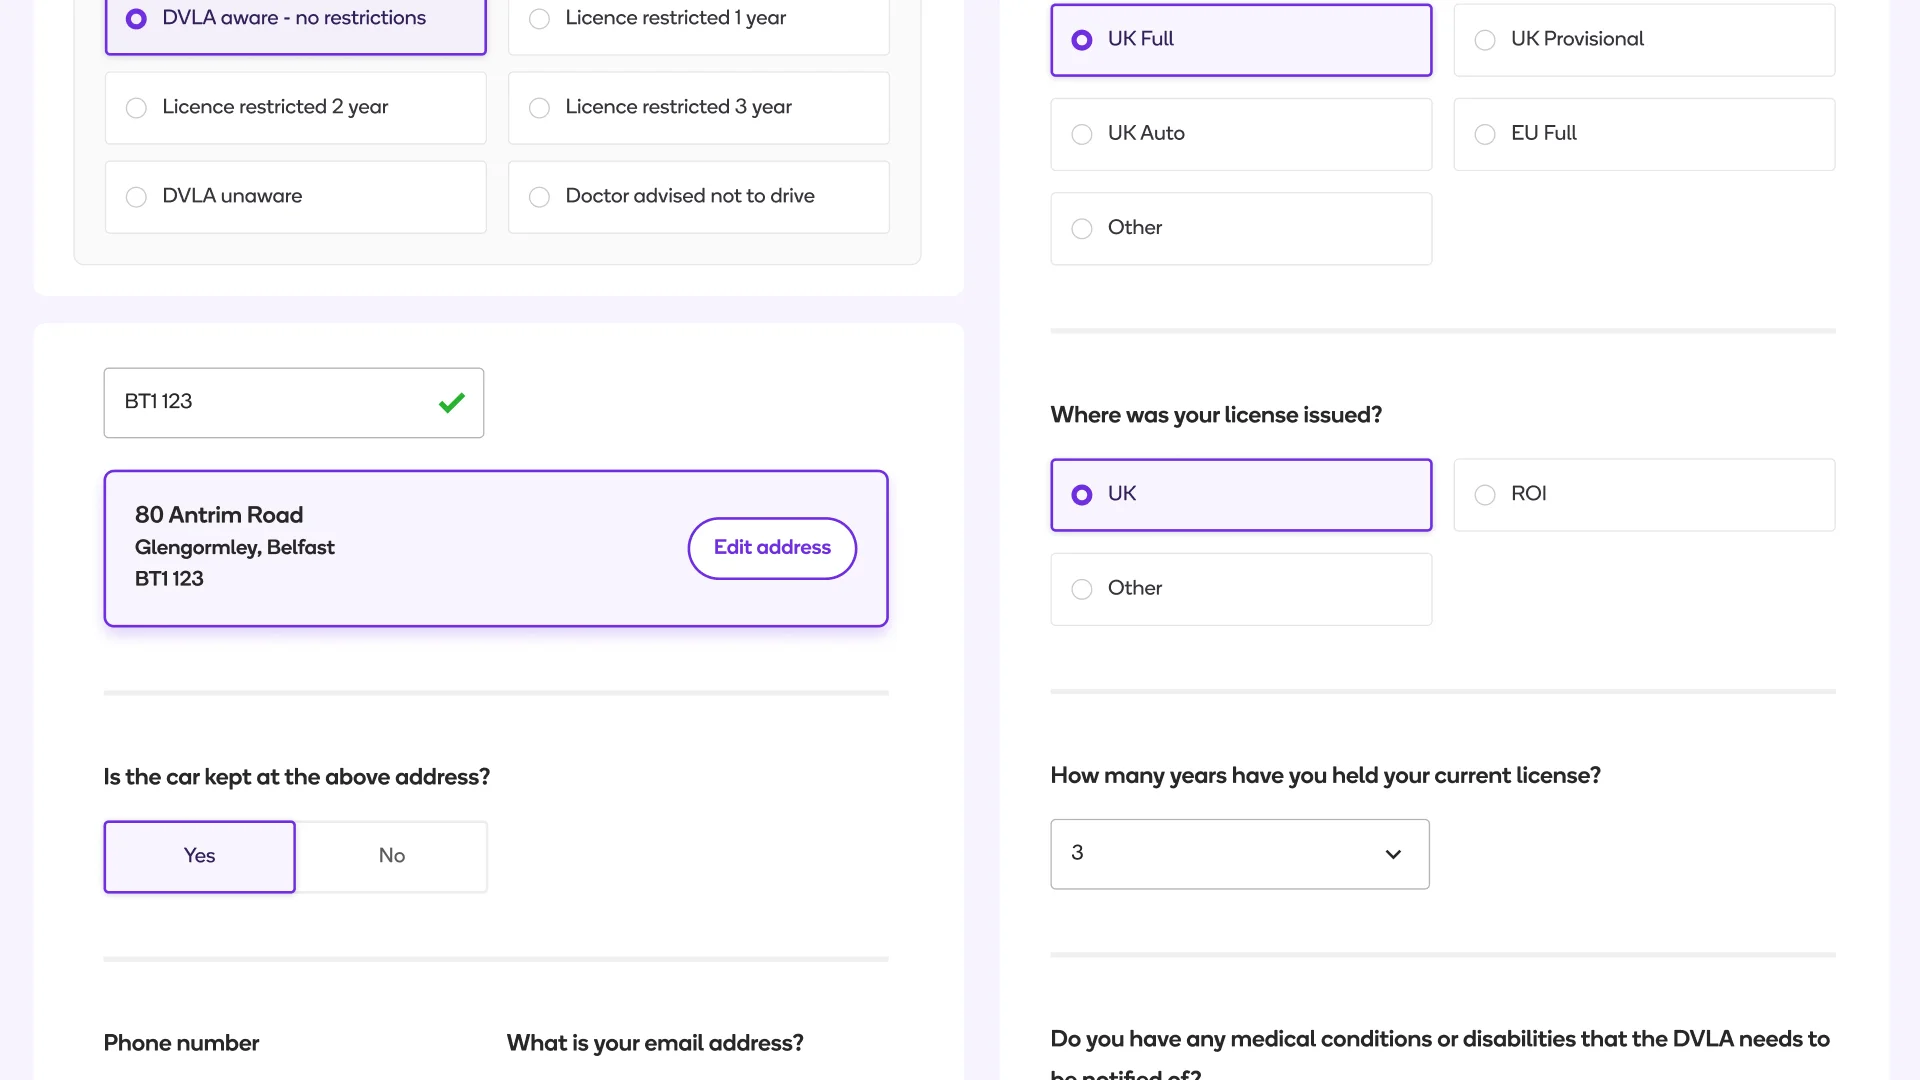 DVLA aware - no restrictions
Licence restricted 1 year
Licence restricted 2 year
Licence restricted 3 year
DVLA unaware
Doctor advised not to drive
BT1 123
80 Antrim Road
Glengormley, Belfast
BT1 123
Edit address
Is the car kept at the above address?
Yes
No
Phone number
What is your email address?
UK Full
UK Provisional
UK Auto
EU Full
Other
Where was your license issued?
UK
ROI
Other
How many years have you held your current license?
3
Do you have any medical conditions or disabilities that the DVLA needs to
be notified of?